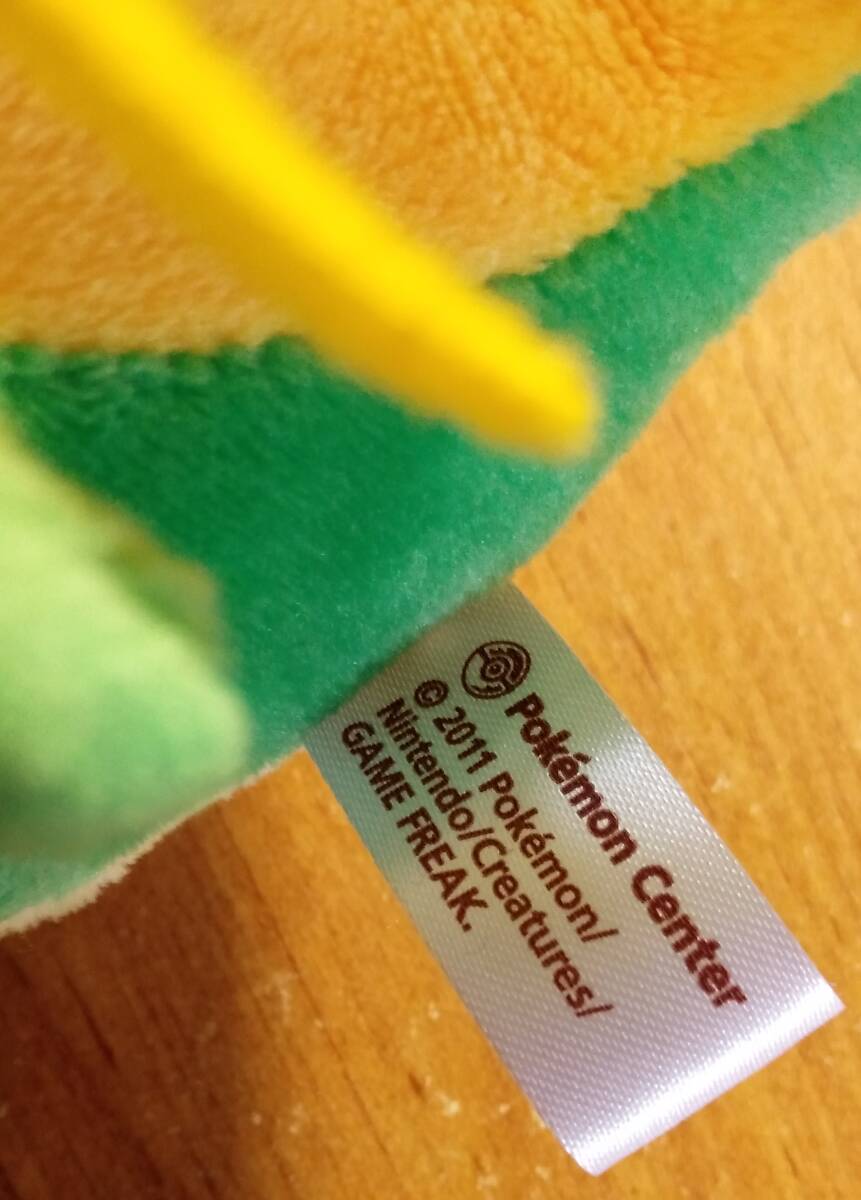 Pokémon Center
© 2011 Pokémon/
Nintendo/Creatures/
GAME FREAK.